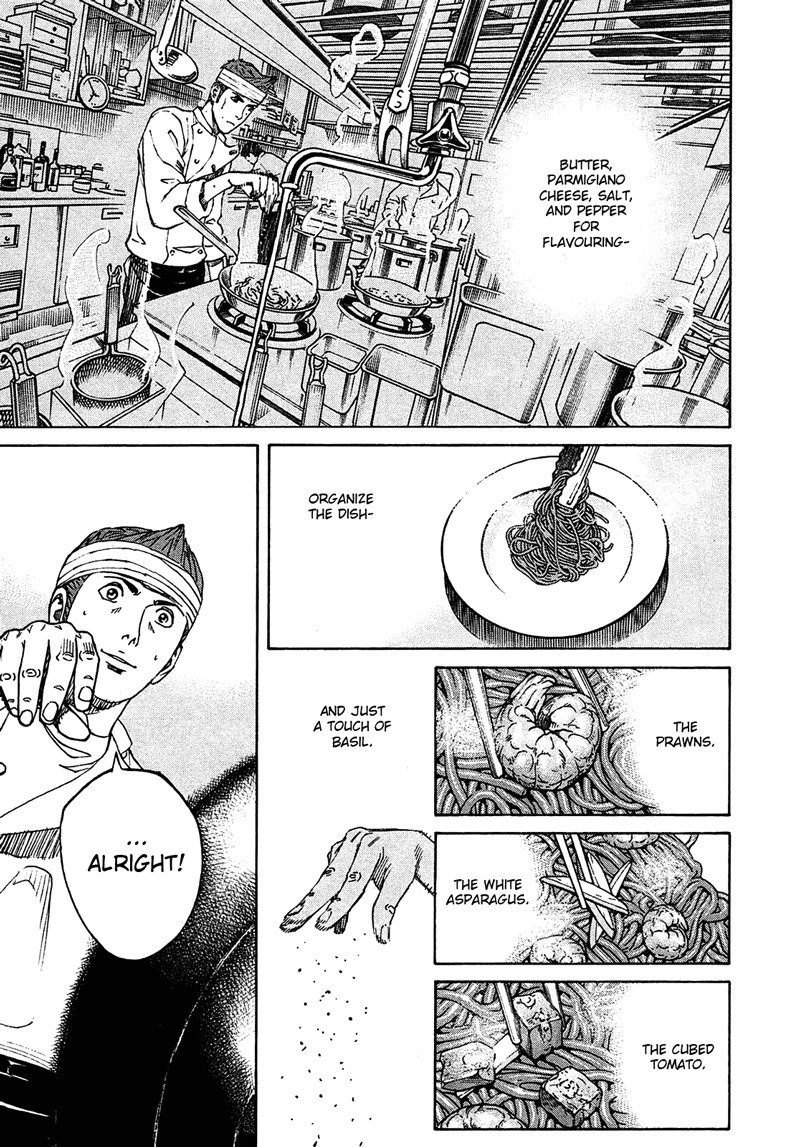 BUTTER,
PARMIGIANO
CHEESE, SALT,
AND PEPPER
FOR
FLAVOURING-
ORGANIZE
THE DISH-
THE
PRAWNS.
THE WHITE
ASPARAGUS.
THE CUBED
TOMATO.
AND JUST
A TOUCH OF
BASIL.
...
ALRIGHT!